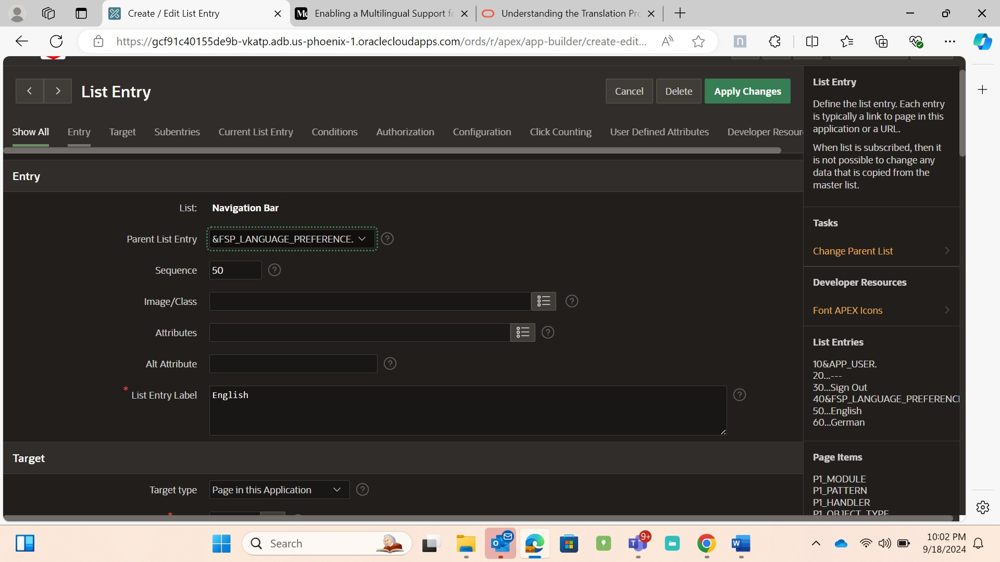 Create / Edit List Entry
Me
Enabling a Multilingual Support fo
Understanding the Translation Pro
https://gcf91c40155de9b-vkatp.adb.us-phoenix-1.oraclecloudapps.com/ords/r/apex/app-builder/create-edit...
List Entry
Cancel
Delete
Apply Changes
Show All
Entry
Target
Subentries
Current List Entry
Conditions
Authorization
Configuration
Click Counting
User Defined Attributes
Developer Resour
Entry
List:
Navigation Bar
Parent List Entry
&FSP_LANGUAGE_PREFERENCE.
Sequence
50
Image/Class
Attributes
Alt Attribute
* List Entry Label
English
Target
Target type
Page in this Application
*
List Entry
Define the list entry. Each entry
is typically a link to page in this
application or a URL.
When list is subscribed, then it
is not possible to change any
data that is copied from the
master list.
Tasks
Change Parent List
Developer Resources
Font APEX Icons
List Entries
10&APP_USER.
20...---
30...Sign Out
40&FSP_LANGUAGE_PREFERENCE
50...English
60...German
Page Items
P1_MODULE
P1_PATTERN
P1_HANDLER
P1_OBJECT_TYPE
Search
9+
10:02 PM
9/18/2024